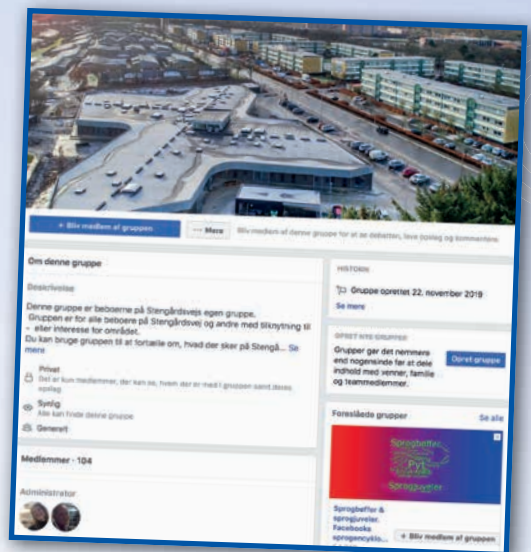 + Bliv medlem af gruppen
••• Mere
Bliv medlem af denne gruppe for at se debatten, lave opslag og kommentere.
Om denne gruppe
Beskrivelse
Denne gruppe er beboerne på Stengårdsvejs egen gruppe.
Gruppen er for alle beboere på Stengårdsvej og andre med tilknytning til
- eller interesse for området.
Du kan bruge gruppen til at fortælle om, hvad der sker på Stengå... Se
mere
Privat
Det er kun medlemmer, der kan se, hvem der er med i gruppen samt deres
opslag
Synlig
Alle kan finde denne gruppe
Generelt
Medlemmer · 104
Administrator
HISTORIK
Gruppe oprettet 22. november 2019
Se mere
OPRET NYE GRUPPER
Grupper gør det nemmere
end nogensinde før at dele
indhold med venner, familie
og teammedlemmer.
Opret gruppe
Foreslåede grupper
Se alle
Sprogbøffer
Pyt
Sprogjuveler
Sprogbøffer &
sprogjuveler.
Facebooks
sprogencyklo...
+ Bliv medlem af gruppen